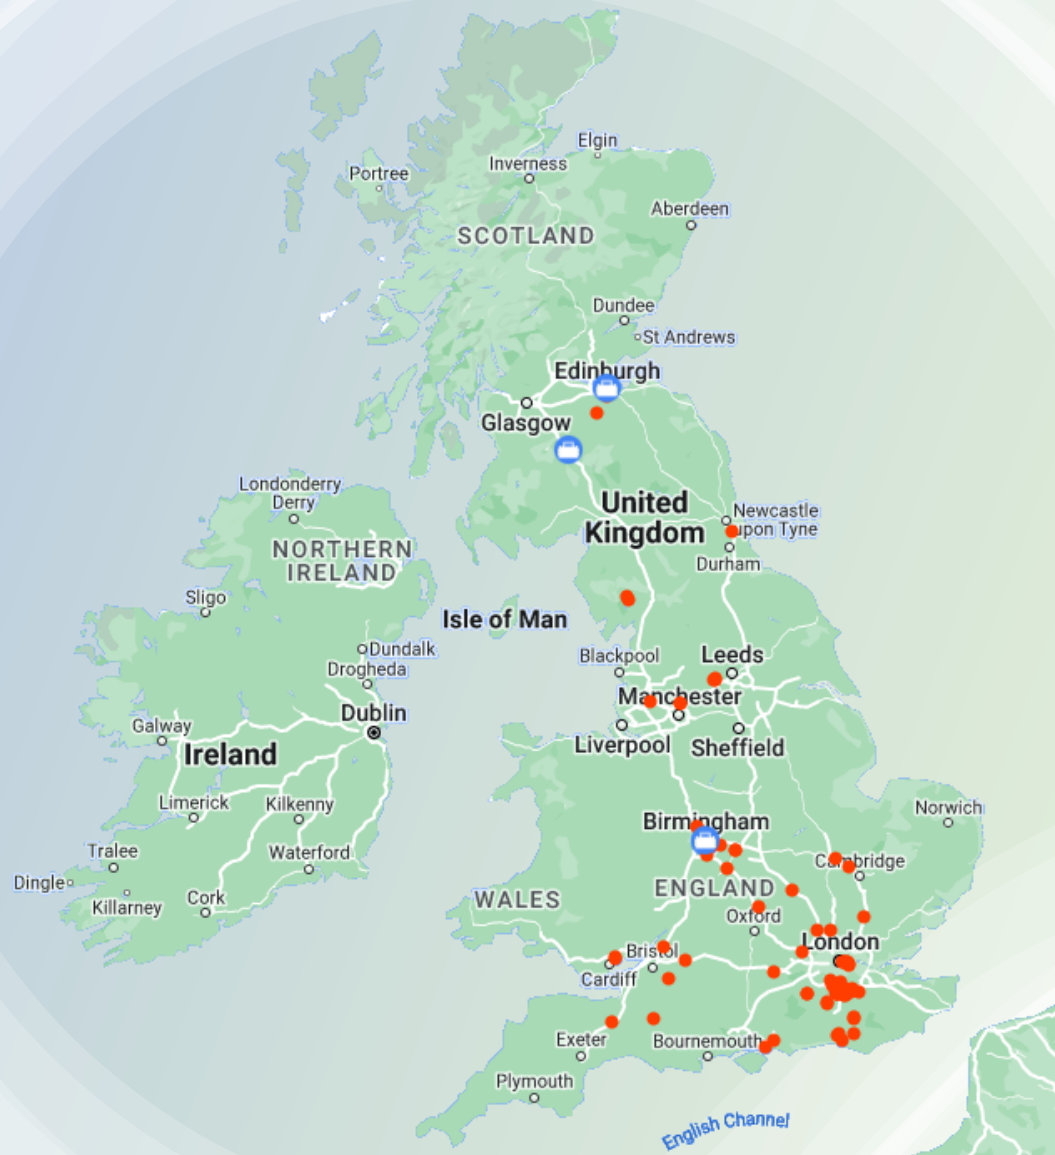 Elgin
Inverness
Portree
Aberdeen
SCOTLAND
Dundee
St Andrews
Edinburgh
Glasgow
Londonderry
Derry
United
Kingdom
Newcastle
upon Tyne
NORTHERN
IRELAND
Durham
Sligo
Isle of Man
Dundalk
Blackpool
Leeds
Drogheda
Manchester
Dublin
Galway
Ireland
Liverpool
Sheffield
Limerick
Kilkenny
Norwich
Birmingham
Tralee
Waterford
Cambridge
Dingle
Killarney
Cork
WALES
ENGLAND
Oxford
London
Bristol
Cardiff
Exeter
Bournemouth
Plymouth
English Channel